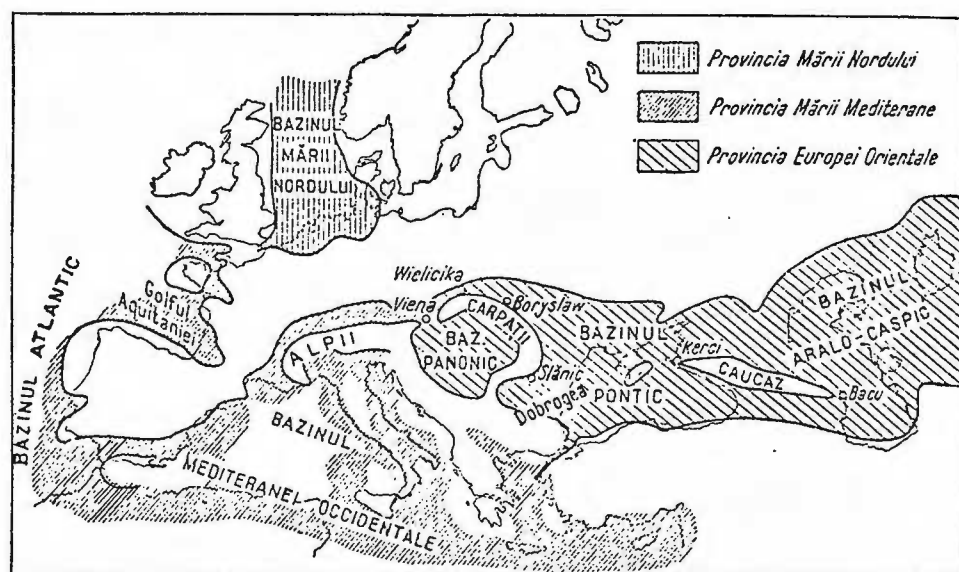 Provincia Mării Nordului
Provincia Mării Mediterane
Provincia Europei Orientale
BAZINUL
MĂRII
NORDULUI
BAZINUL ATLANTIC
Golful
Aquitaniei
Wielicika
Viena
Boryslaw
CARPAȚII
ALPII
BAZ.
PANONIC
BAZINUL
PONTIC
Slănic
Dobrogea
Kerci
CAUCAZ
Bacu
BAZINUL
ARALO-CASPIC
BAZINUL
MEDITERANEI
OCCIDENTALE